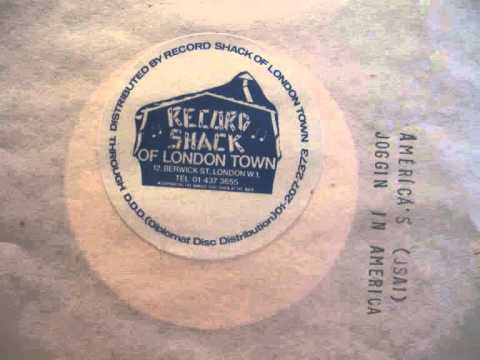 DISTRIBUTED BY RECORD SHACK OF LONDON TOWN
THROUGH D.D.D. (Diplomat Disc Distribution) 01-207-2373
RECORD
SHACK
OF LONDON TOWN
12, BERWICK ST. LONDON W.1.
TEL 01 437 3655
AMERICA'S (JSA1)
JOGGIN IN AMERICA